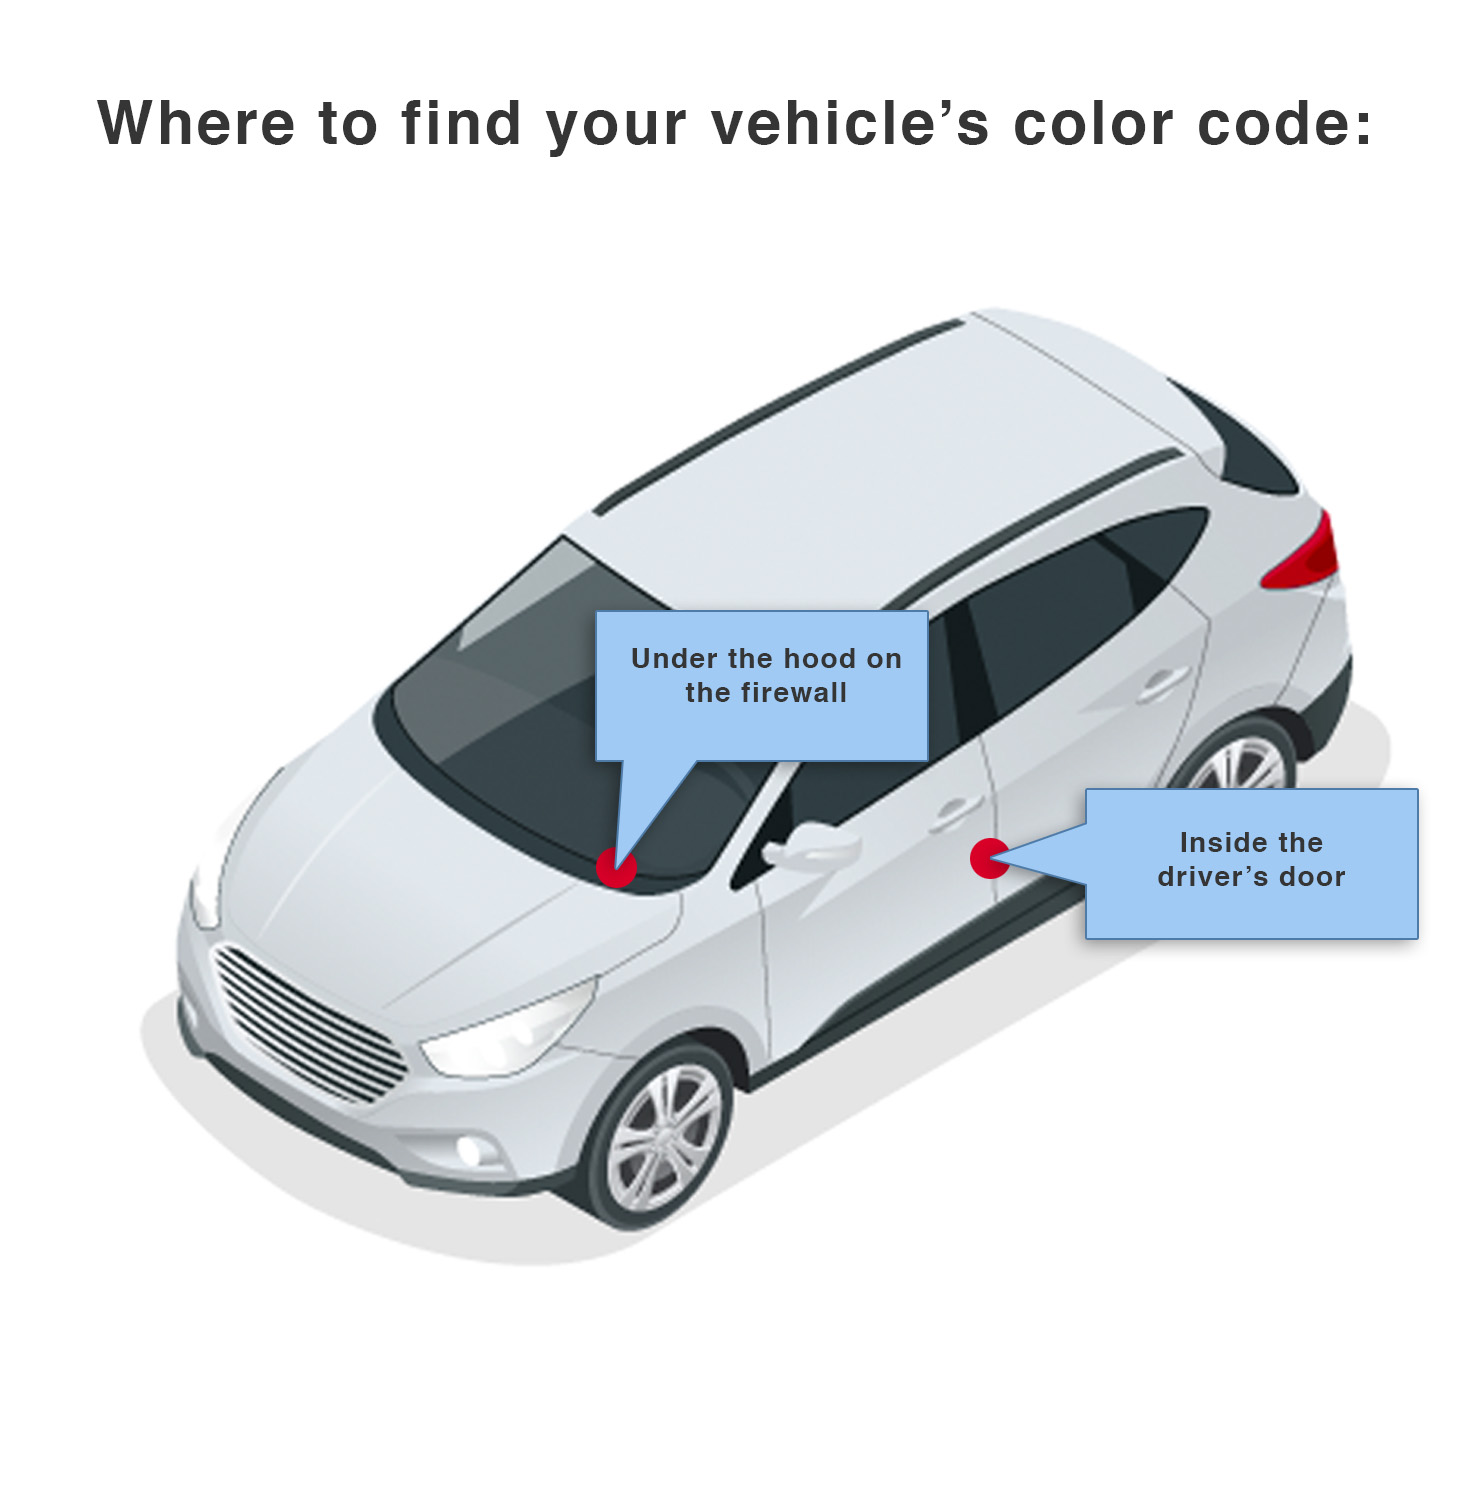 Where to find your vehicle’s color code:
Under the hood on
the firewall
Inside the
driver’s door